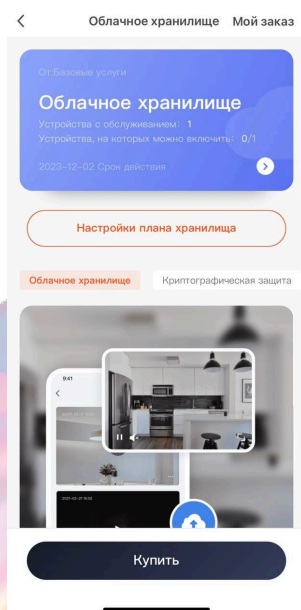 Облачное хранилище Мой заказ
От:Базовые услуги
Облачное хранилище
Устройства с обслуживанием: 1
Устройства, на которых можно включить: 0/1
2023-12-02 Срок действия
Настройки плана хранилища
Облачное хранилище Криптографическая защита
9:41
Купить